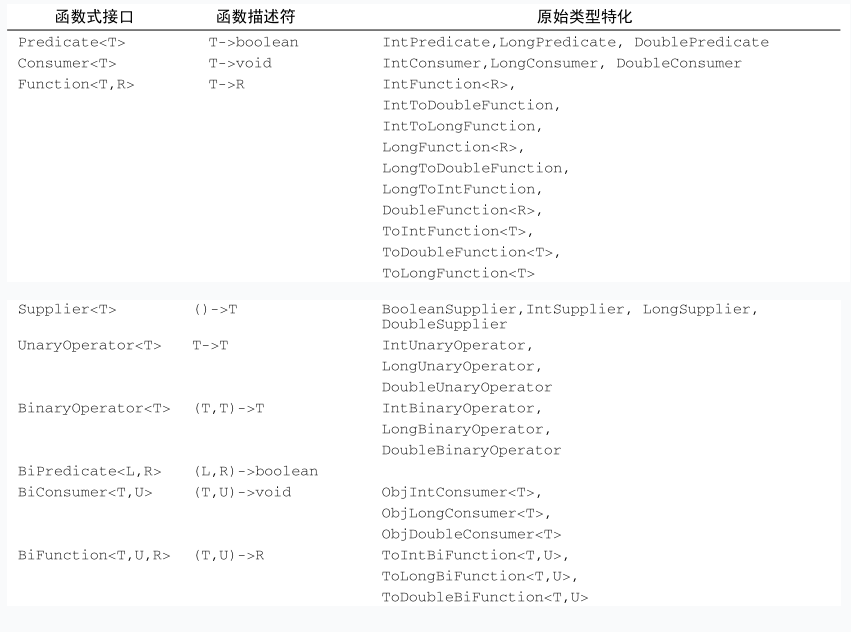 函数式接口 函数描述符 原始类型特化
Predicate<T> T->boolean IntPredicate,LongPredicate, DoublePredicate
Consumer<T> T->void IntConsumer,LongConsumer, DoubleConsumer
Function<T,R> T->R IntFunction<R>,
IntToDoubleFunction,
IntToLongFunction,
LongFunction<R>,
LongToDoubleFunction,
LongToIntFunction,
DoubleFunction<R>,
ToIntFunction<T>,
ToDoubleFunction<T>,
ToLongFunction<T>
Supplier<T> ()->T BooleanSupplier,IntSupplier, LongSupplier,
DoubleSupplier
UnaryOperator<T> T->T IntUnaryOperator,
LongUnaryOperator,
DoubleUnaryOperator
BinaryOperator<T> (T,T)->T IntBinaryOperator,
LongBinaryOperator,
DoubleBinaryOperator
BiPredicate<L,R> (L,R)->boolean
BiConsumer<T,U> (T,U)->void ObjIntConsumer<T>,
ObjLongConsumer<T>,
ObjDoubleConsumer<T>
BiFunction<T,U,R> (T,U)->R ToIntBiFunction<T,U>,
ToLongBiFunction<T,U>,
ToDoubleBiFunction<T,U>